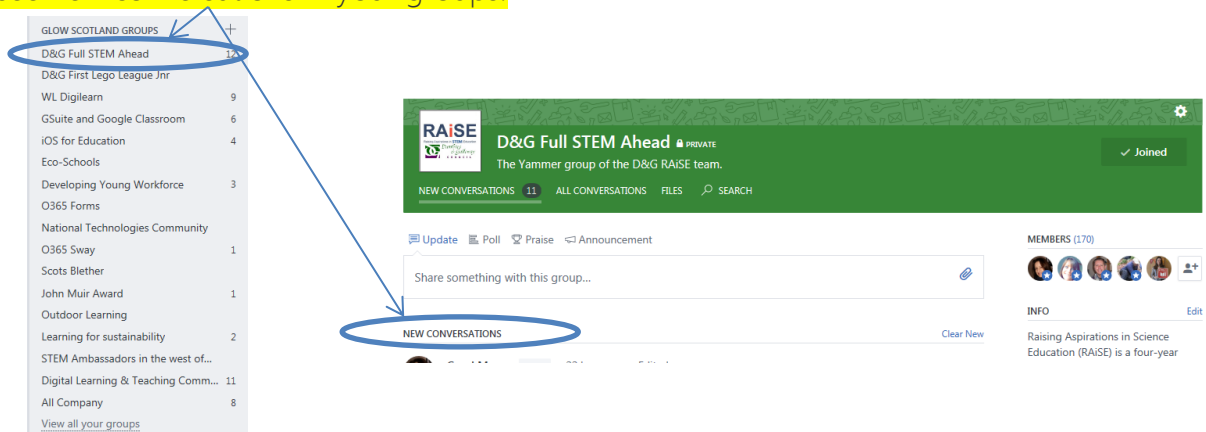 GLOW SCOTLAND GROUPS +
D&G Full STEM Ahead 12
D&G First Lego League Jnr
WL Digilearn 9
GSuite and Google Classroom 6
iOS for Education 4
Eco-Schools
Developing Young Workforce 3
O365 Forms
National Technologies Community
O365 Sway 1
Scots Blether
John Muir Award 1
Outdoor Learning
Learning for sustainability 2
STEM Ambassadors in the west of...
Digital Learning & Teaching Comm... 11
All Company 8
View all your groups
RAiSE
D&G Full STEM Ahead PRIVATE
The Yammer group of the D&G RAiSE team.
Joined
NEW CONVERSATIONS 11 ALL CONVERSATIONS FILES SEARCH
Update Poll Praise Announcement
Share something with this group...
NEW CONVERSATIONS Clear New
MEMBERS (170)
INFO Edit
Raising Aspirations in Science
Education (RAiSE) is a four-year